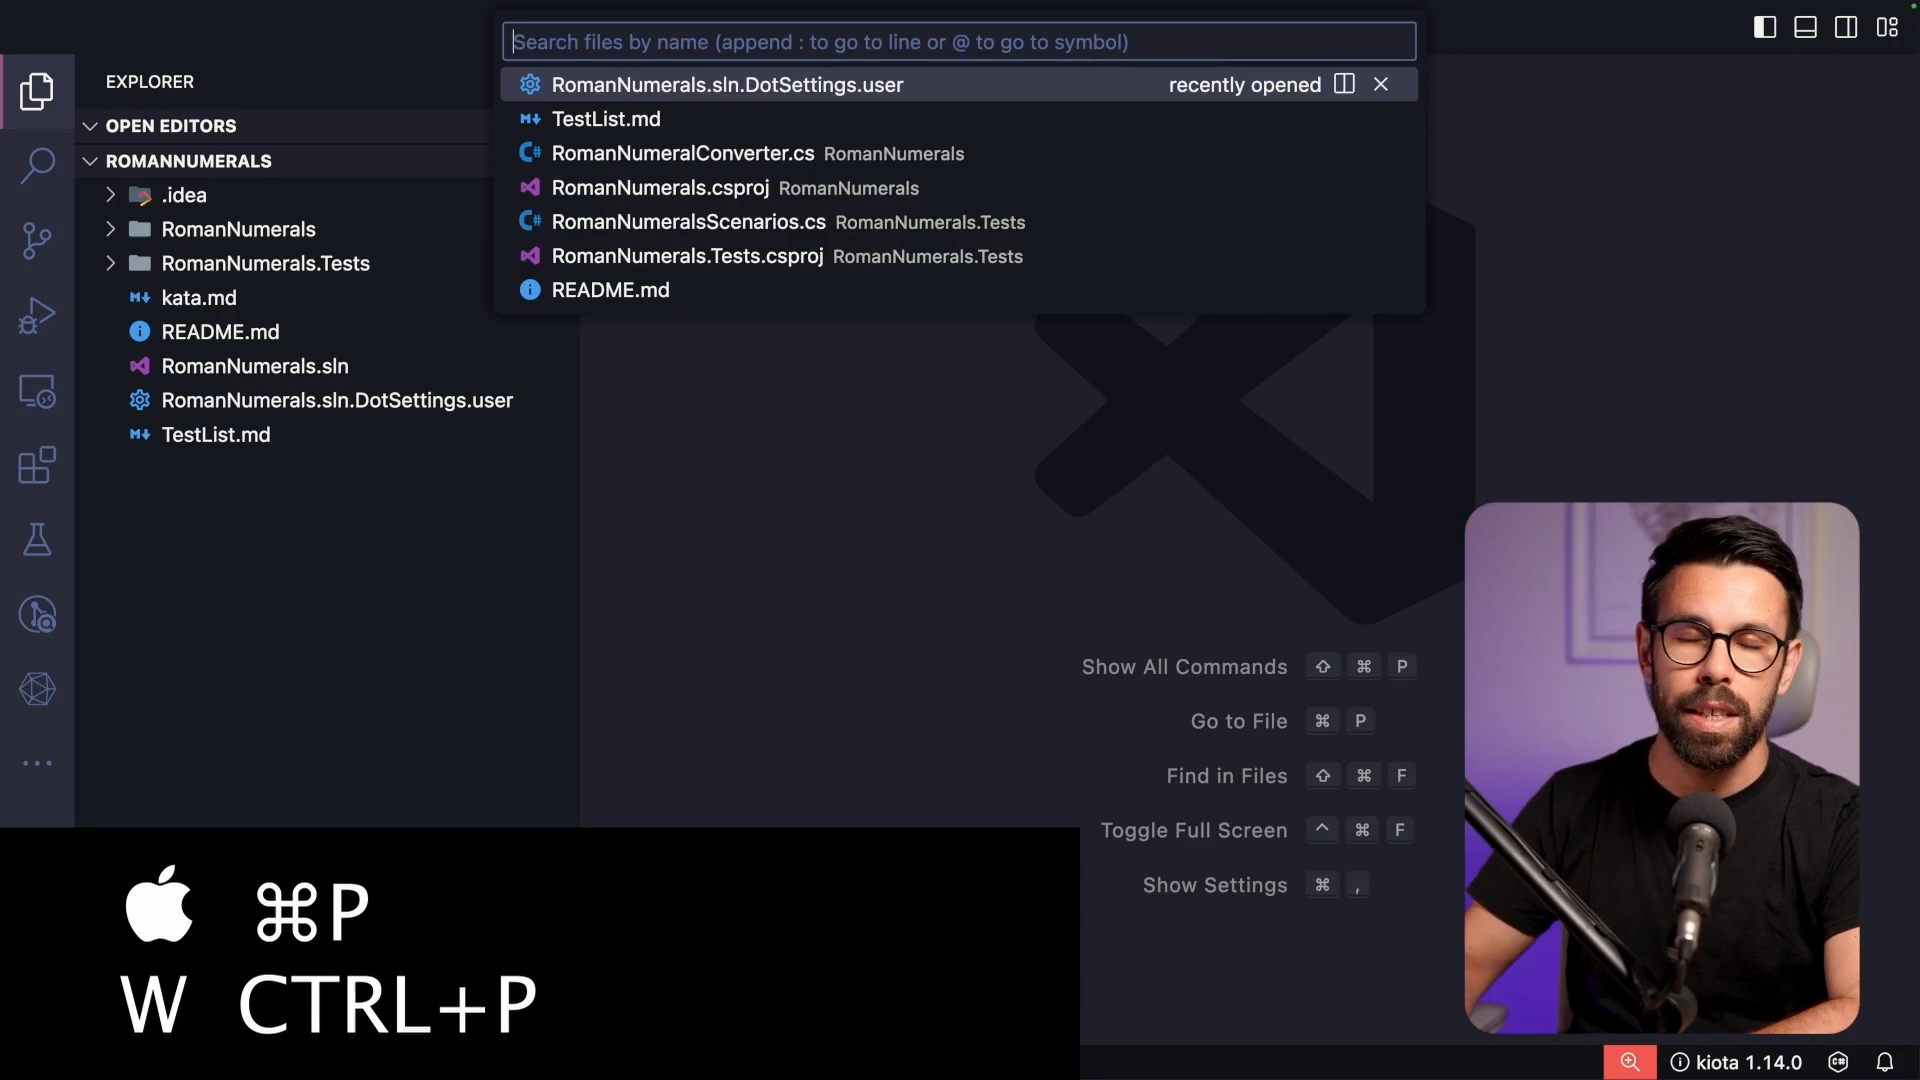 Search files by name (append : to go to line or @ to go to symbol)
RomanNumerals.sln.DotSettings.user recently opened
TestList.md
RomanNumeralConverter.cs RomanNumerals
RomanNumerals.csproj RomanNumerals
RomanNumeralsScenarios.cs RomanNumerals.Tests
RomanNumerals.Tests.csproj RomanNumerals.Tests
README.md
EXPLORER
OPEN EDITORS
ROMANNUMERALS
.idea
RomanNumerals
RomanNumerals.Tests
kata.md
README.md
RomanNumerals.sln
RomanNumerals.sln.DotSettings.user
TestList.md
Show All Commands ⇧ ⌘ P
Go to File ⌘ P
Find in Files ⇧ ⌘ F
Toggle Full Screen ⌃ ⌘ F
Show Settings ⌘ ,
⌘P
W CTRL+P
kiota 1.14.0